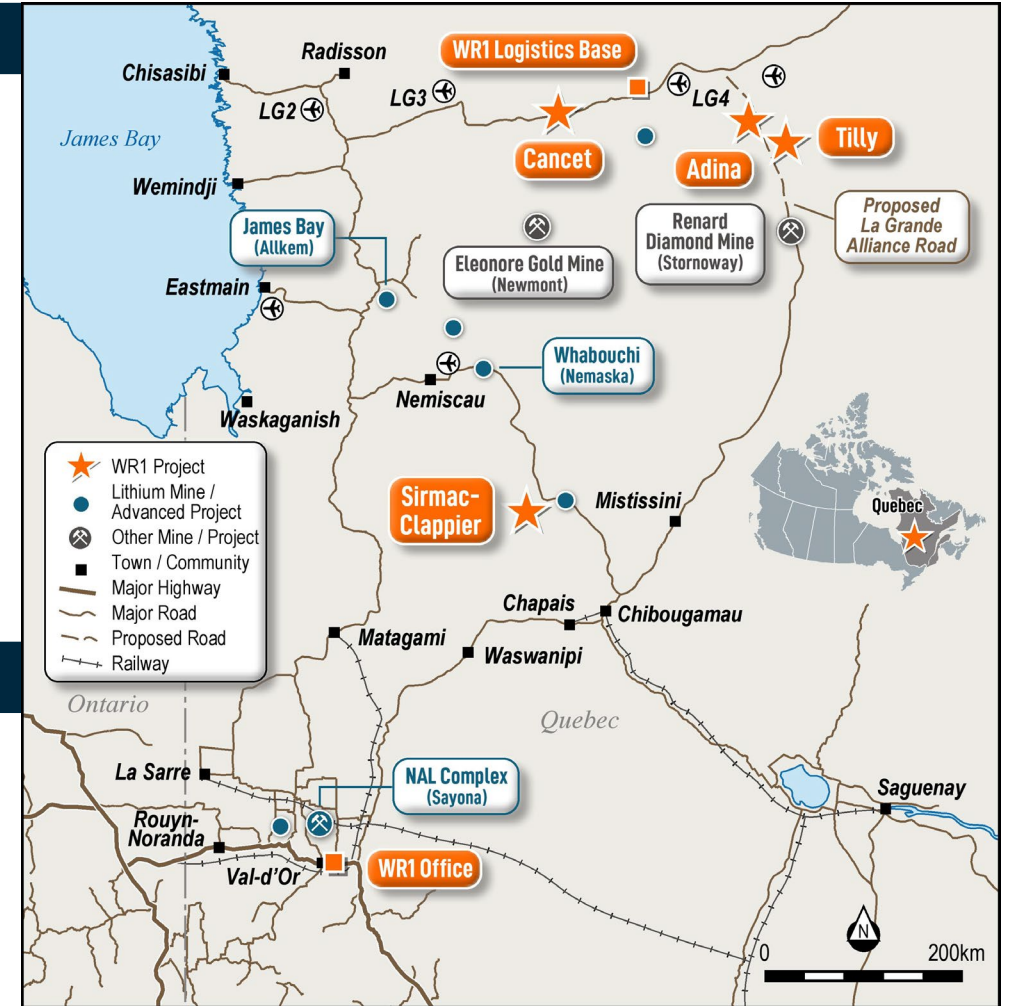 Radisson
WR1 Logistics Base
Chisasibi
LG2
LG3
LG4
James Bay
Cancet
Adina
Tilly
Wemindji
James Bay
(Allkem)
Eleonore Gold Mine
(Newmont)
Renard
Diamond Mine
(Stornoway)
Proposed
La Grande
Alliance Road
Eastmain
Whabouchi
(Nemaska)
Nemiscau
Waskaganish
WR1 Project
Lithium Mine /
Advanced Project
Other Mine / Project
Town / Community
Major Highway
Major Road
Proposed Road
Railway
Sirmac-
Clappier
Mistissini
Quebec
Chapais
Chibougamau
Matagami
Waswanipi
Ontario
Quebec
La Sarre
NAL Complex
(Sayona)
Saguenay
Rouyn-
Noranda
Val-d'Or
WR1 Office
N
0 200km